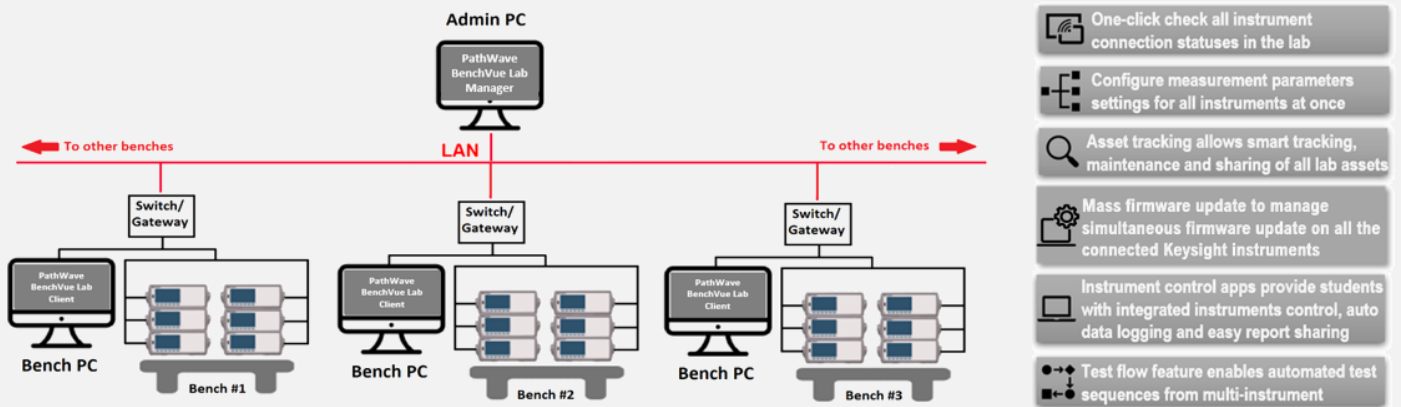 Admin PC
PathWave
BenchVue Lab
Manager
To other benches
LAN
To other benches
Switch/
Gateway
PathWave
BenchVue Lab
Client
Bench PC
Bench #1
Switch/
Gateway
PathWave
BenchVue Lab
Client
Bench PC
Bench #2
Switch/
Gateway
PathWave
BenchVue Lab
Client
Bench PC
Bench #3
One-click check all instrument
connection statuses in the lab
Configure measurement parameters
settings for all instruments at once
Asset tracking allows smart tracking,
maintenance and sharing of all lab assets
Mass firmware update to manage
simultaneous firmware update on all the
connected Keysight instruments
Instrument control apps provide students
with integrated instruments control, auto
data logging and easy report sharing
Test flow feature enables automated test
sequences from multi-instrument